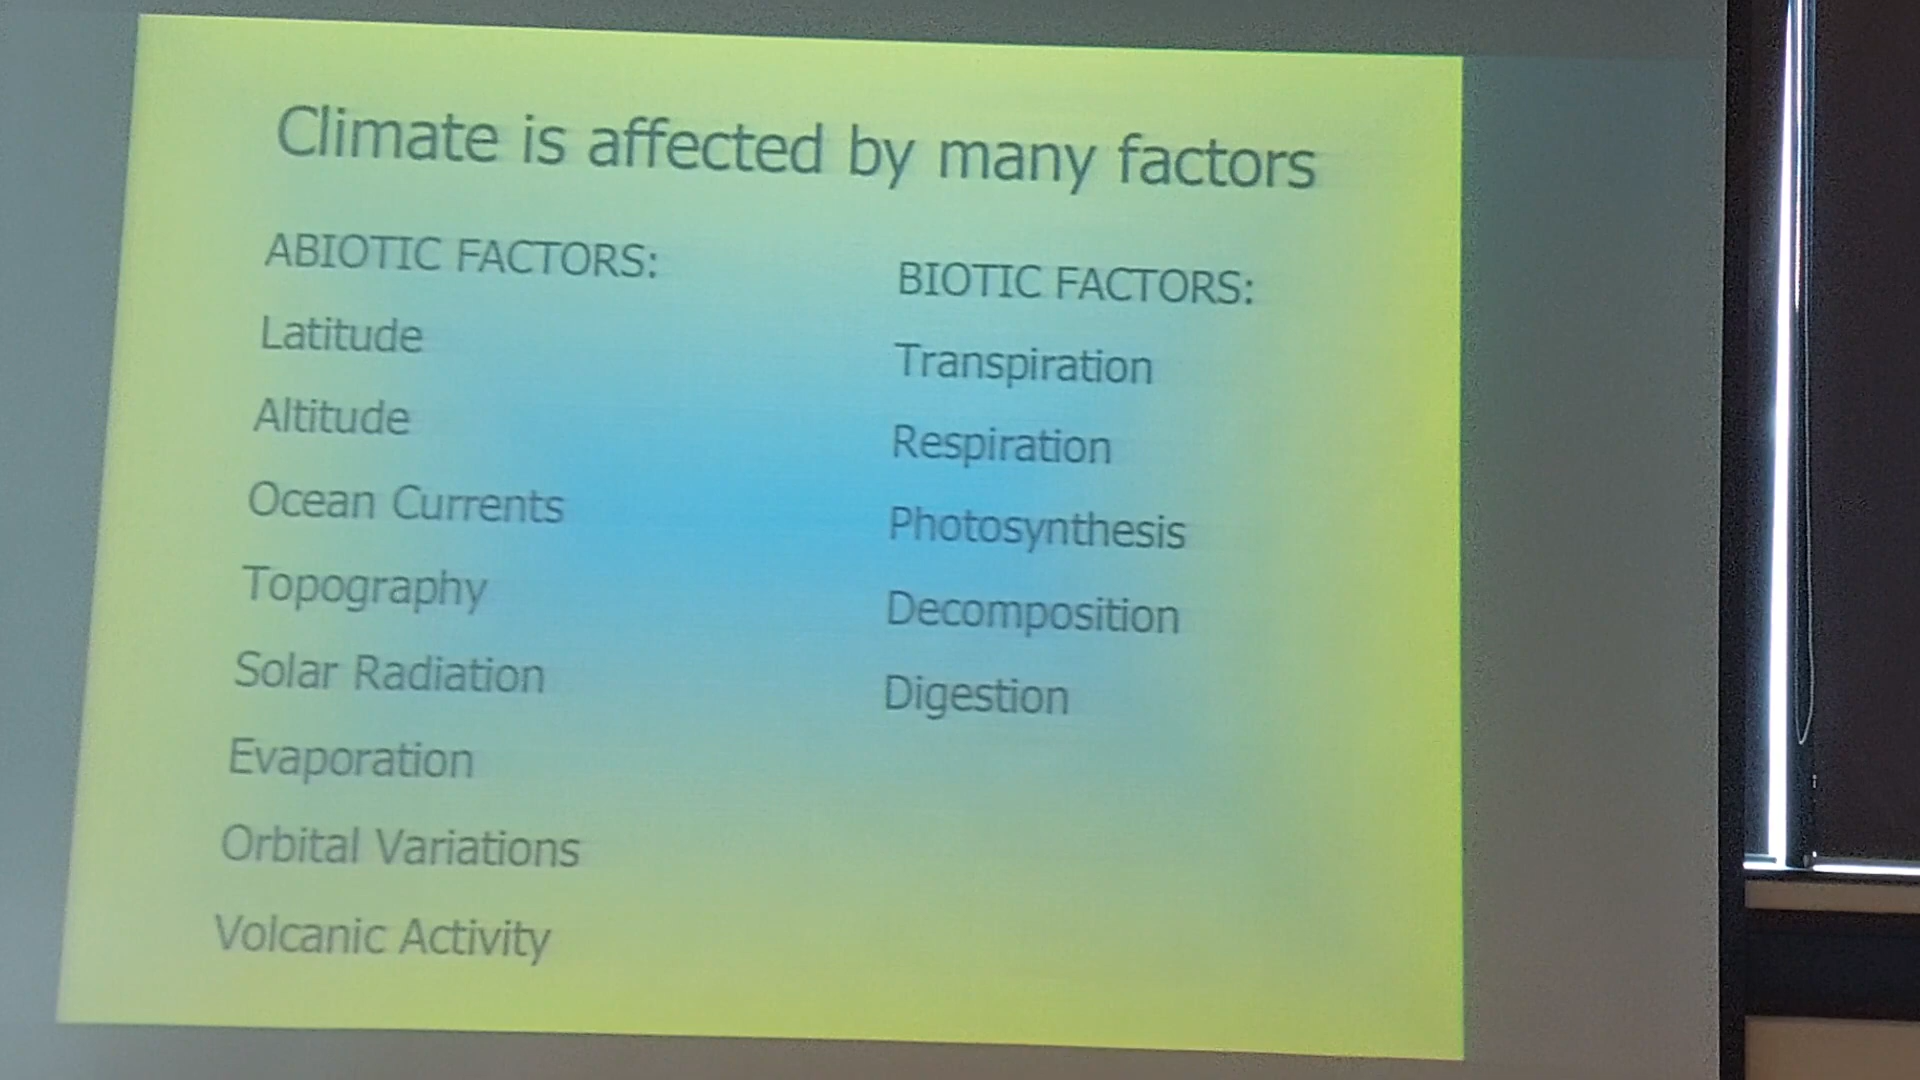 Climate is affected by many factors
ABIOTIC FACTORS:
Latitude
Altitude
Ocean Currents
Topography
Solar Radiation
Evaporation
Orbital Variations
Volcanic Activity
BIOTIC FACTORS:
Transpiration
Respiration
Photosynthesis
Decomposition
Digestion